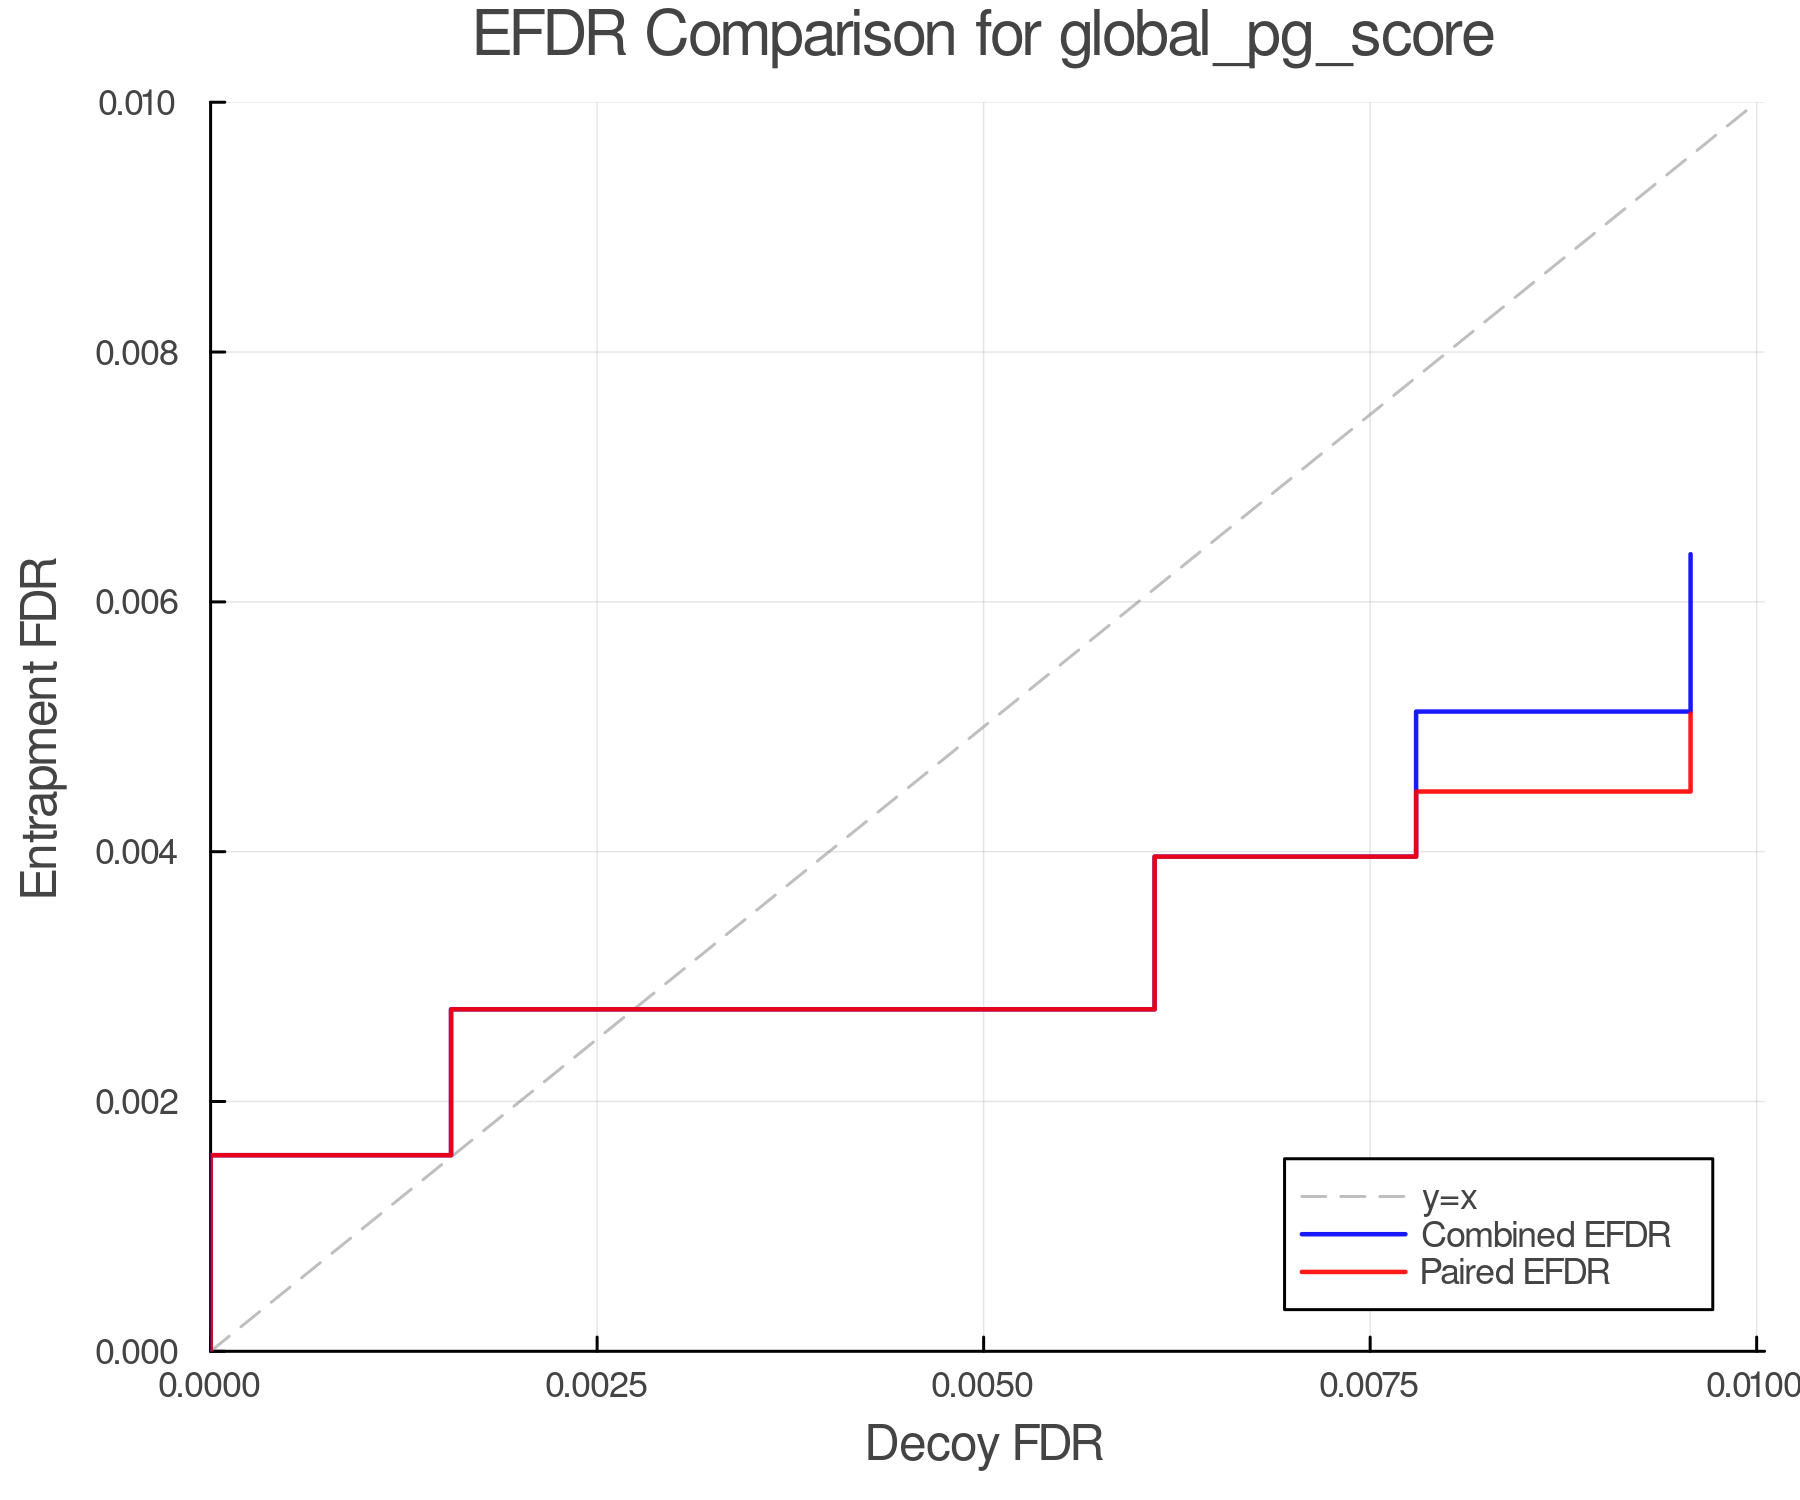 EFDR Comparison for global_pg_score
0.010
0.008
0.006
0.004
0.002
0.000
Entrapment FDR
0.0000
0.0025
0.0050
0.0075
0.0100
Decoy FDR
y=x
Combined EFDR
Paired EFDR